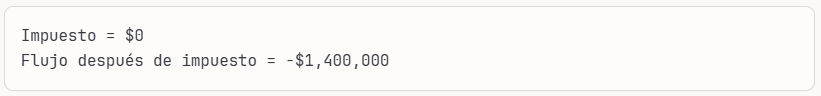 Impuesto = $0
Flujo después de impuesto = -$1,400,000